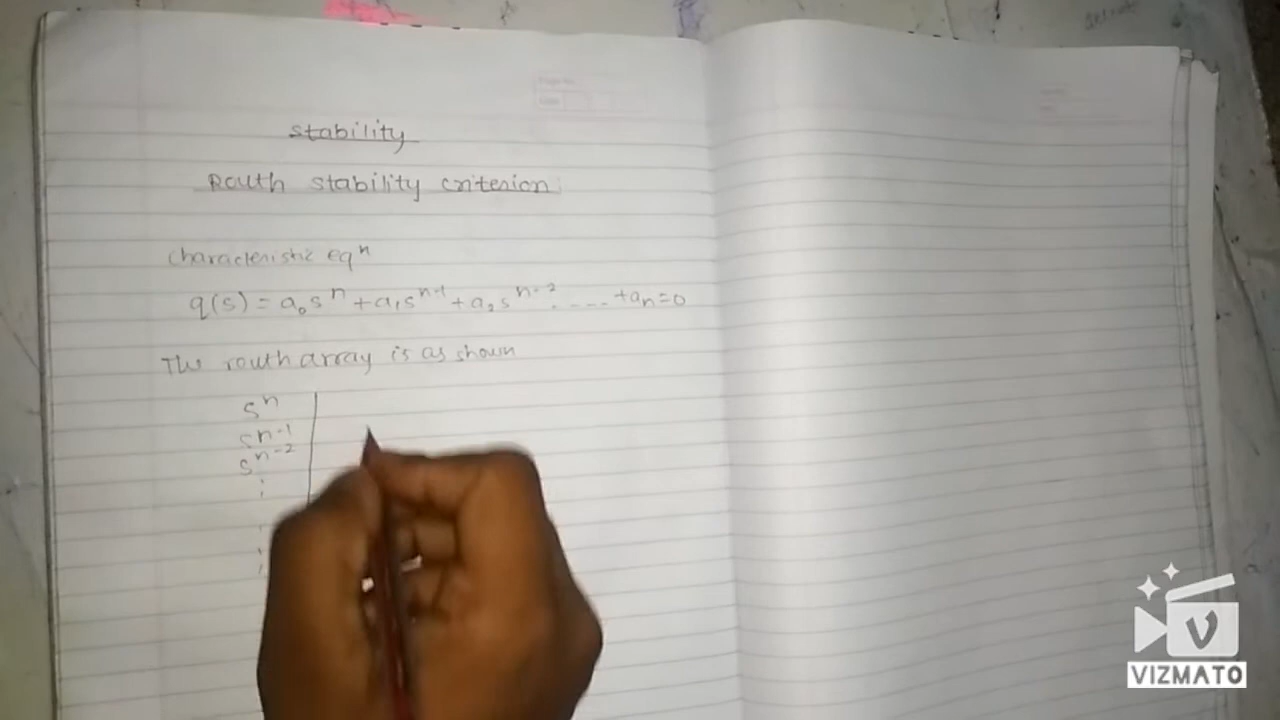 Stability
Routh stability criterion
Characteristic eqⁿ
q(s) = a₀sⁿ + a₁sⁿ⁻¹ + a₂sⁿ⁻² . - - - + aₙ = 0
The routh array is as shown
sⁿ
sⁿ⁻¹
sⁿ⁻²
VIZMATO